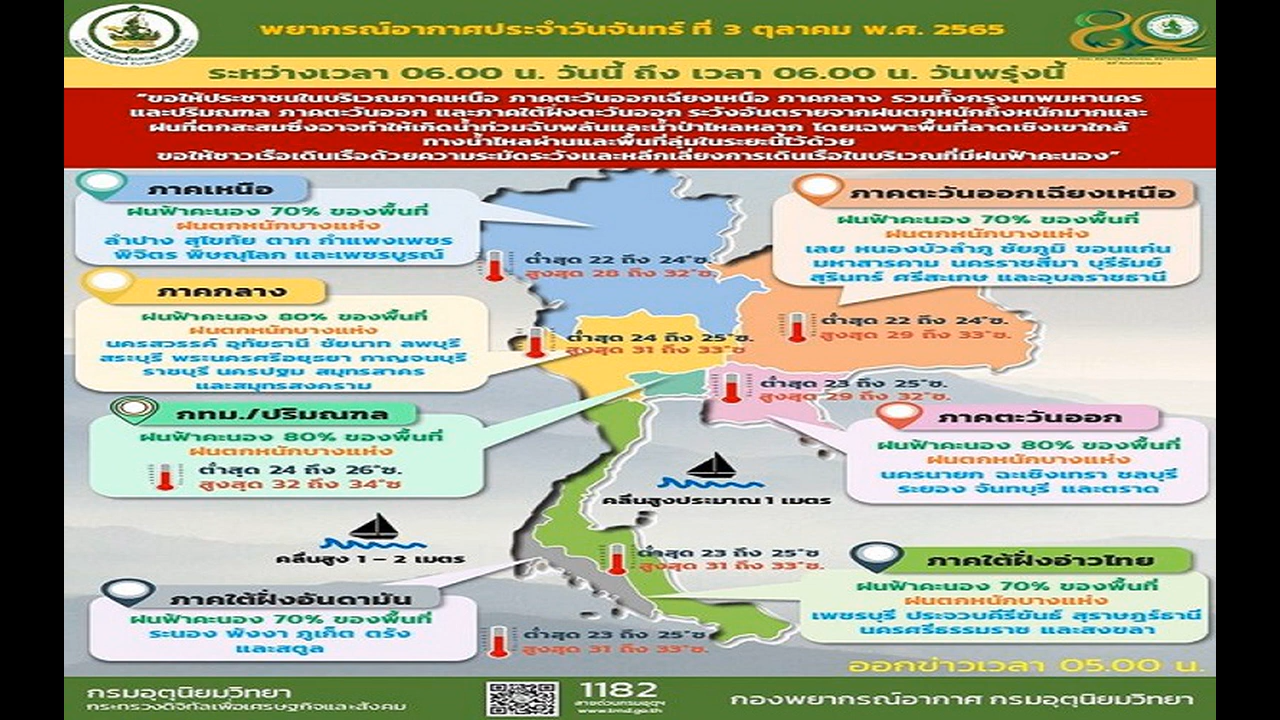 พยากรณ์อากาศประจำวันจันทร์ ที่ 3 ตุลาคม พ.ศ. 2565
ระหว่างเวลา 06.00 น. วันนี้ ถึง เวลา 06.00 น. วันพรุ่งนี้
"ขอให้ประชาชนในบริเวณภาคเหนือ ภาคตะวันออกเฉียงเหนือ ภาคกลาง รวมทั้งกรุงเทพมหานคร
และปริมณฑล ภาคตะวันออก และภาคใต้ฝั่งตะวันออก ระวังอันตรายจากฝนตกหนักถึงหนักมากและ
ฝนที่ตกสะสมซึ่งอาจทำให้เกิดน้ำท่วมฉับพลันและน้ำป่าไหลหลาก โดยเฉพาะพื้นที่ลาดเชิงเขาใกล้
ทางน้ำไหลผ่านและพื้นที่ลุ่มในระยะนี้ไว้ด้วย
ขอให้ชาวเรือเดินเรือด้วยความระมัดระวังและหลีกเลี่ยงการเดินเรือในบริเวณที่มีฝนฟ้าคะนอง"
ภาคเหนือ
ฝนฟ้าคะนอง 70% ของพื้นที่
ฝนตกหนักบางแห่ง
ลำปาง สุโขทัย ตาก กำแพงเพชร
พิจิตร พิษณุโลก และเพชรบูรณ์
ต่ำสุด 22 ถึง 24°ซ.
สูงสุด 28 ถึง 32°ซ.
ภาคตะวันออกเฉียงเหนือ
ฝนฟ้าคะนอง 70% ของพื้นที่
ฝนตกหนักบางแห่ง
เลย หนองบัวลำภู ชัยภูมิ ขอนแก่น
มหาสารคาม นครราชสีมา บุรีรัมย์
สุรินทร์ ศรีสะเกษ และอุบลราชธานี
ต่ำสุด 22 ถึง 24°ซ.
สูงสุด 29 ถึง 33°ซ.
ภาคกลาง
ฝนฟ้าคะนอง 80% ของพื้นที่
ฝนตกหนักบางแห่ง
นครสวรรค์ อุทัยธานี ชัยนาท ลพบุรี
สระบุรี พระนครศรีอยุธยา กาญจนบุรี
ราชบุรี นครปฐม สมุทรสาคร
และสมุทรสงคราม
ต่ำสุด 24 ถึง 25°ซ.
สูงสุด 31 ถึง 33°ซ
ต่ำสุด 23 ถึง 25°ซ.
สูงสุด 29 ถึง 32°ซ.
กทม./ปริมณฑล
ฝนฟ้าคะนอง 80% ของพื้นที่
ฝนตกหนักบางแห่ง
ต่ำสุด 24 ถึง 26°ซ.
สูงสุด 32 ถึง 34°ซ
ภาคตะวันออก
ฝนฟ้าคะนอง 80% ของพื้นที่
ฝนตกหนักบางแห่ง
นครนายก ฉะเชิงเทรา ชลบุรี
ระยอง จันทบุรี และตราด
คลื่นสูงประมาณ 1 เมตร
คลื่นสูง 1 – 2 เมตร
ต่ำสุด 23 ถึง 25°ซ
สูงสุด 31 ถึง 33°ซ.
ภาคใต้ฝั่งอ่าวไทย
ฝนฟ้าคะนอง 70% ของพื้นที่
ฝนตกหนักบางแห่ง
เพชรบุรี ประจวบคีรีขันธ์ สุราษฎร์ธานี
นครศรีธรรมราช และสงขลา
ภาคใต้ฝั่งอันดามัน
ฝนฟ้าคะนอง 70% ของพื้นที่
ระนอง พังงา ภูเก็ต ตรัง
และสตูล
ต่ำสุด 23 ถึง 25°ซ
สูงสุด 31 ถึง 33°ซ.
ออกข่าวเวลา 05.00 น.
กรมอุตุนิยมวิทยา
กระทรวงดิจิทัลเพื่อเศรษฐกิจและสังคม
1182
สายด่วนกรมอุตุฯ
www.tmd.go.th
กองพยากรณ์อากาศ กรมอุตุนิยมวิทยา